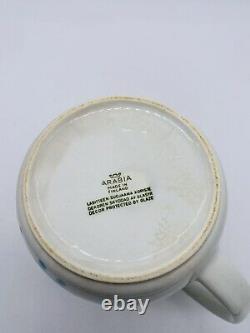 ARABIA
MADE IN
FINLAND
LASITTEEN SUOJAAMA KORISTE
DEKOREN SKYDDAD AV GLASYR
DECOR PROTECTED BY GLAZE